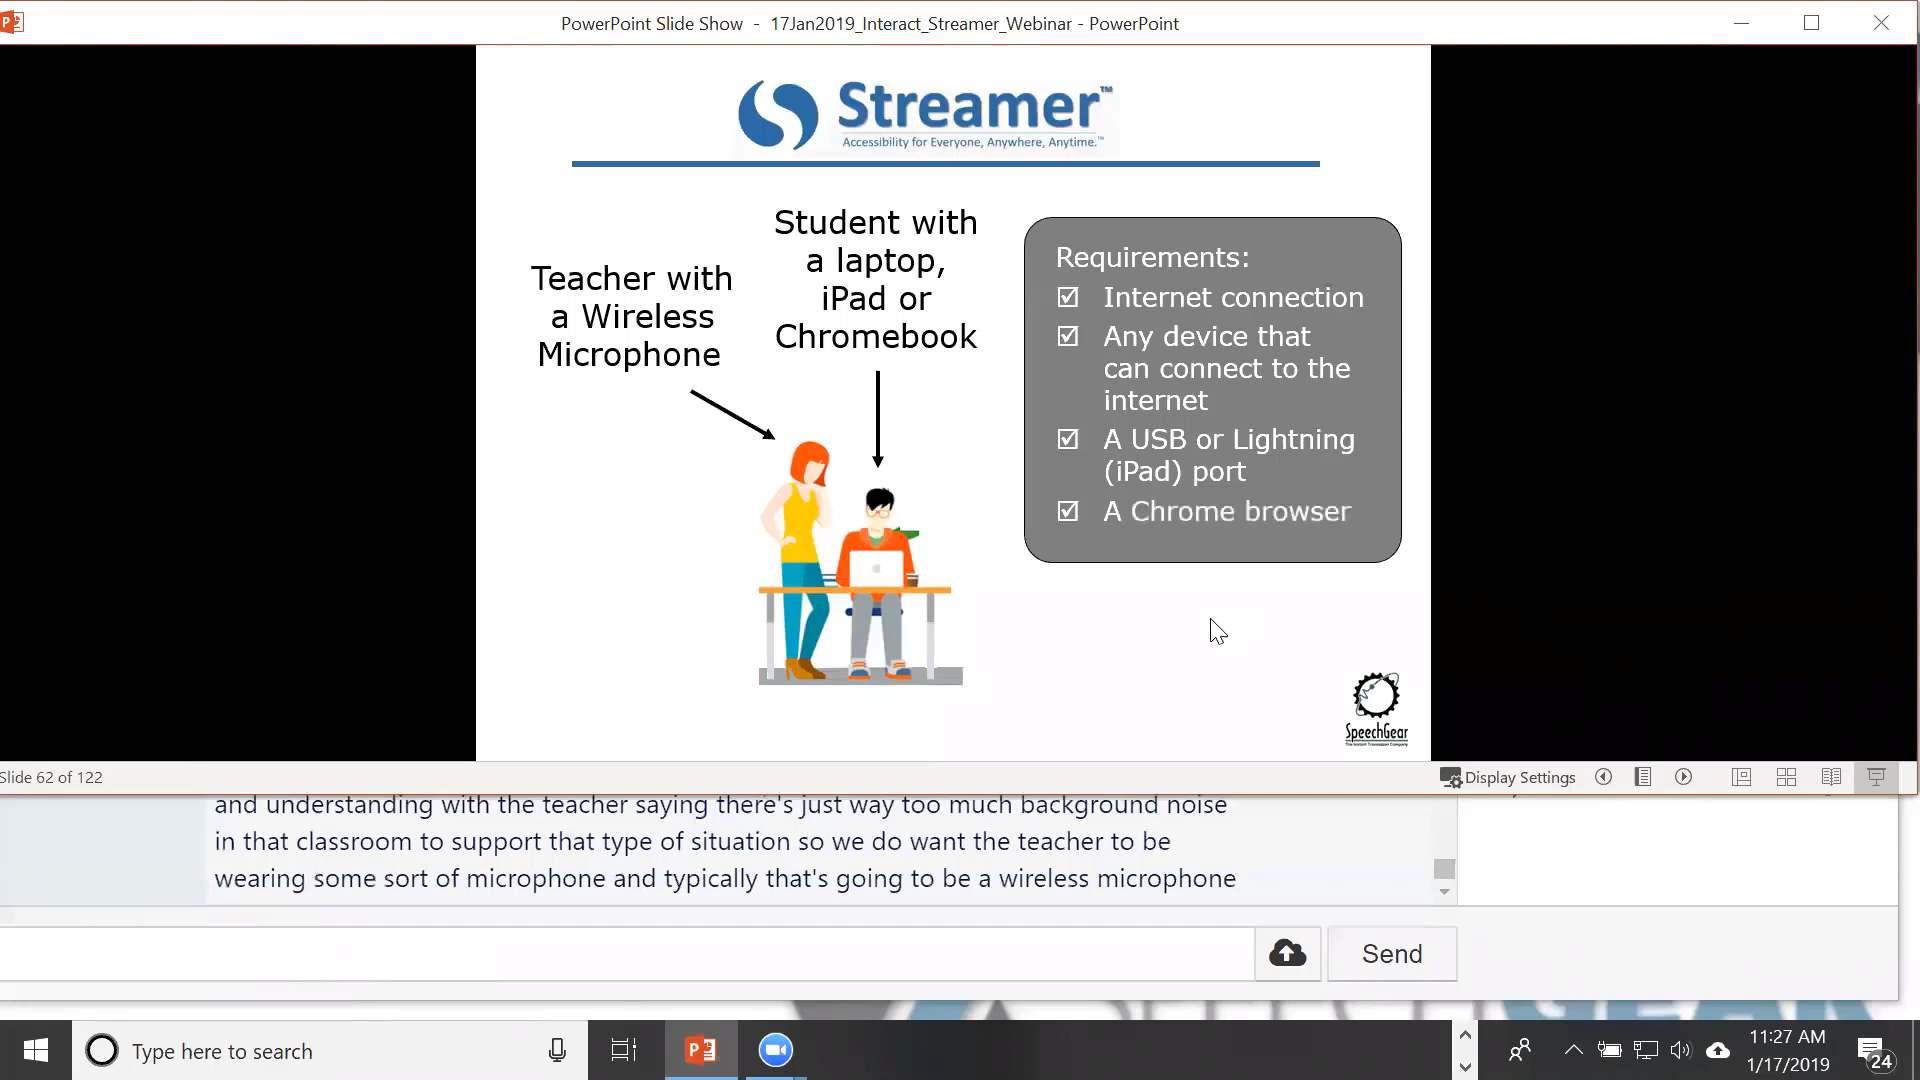 PowerPoint Slide Show - 17Jan2019_Interact_Streamer_Webinar - PowerPoint
Streamer™
Accessibility for Everyone, Anywhere, Anytime.™
Teacher with
a Wireless
Microphone
Student with
a laptop,
iPad or
Chromebook
Requirements:
Internet connection
Any device that
can connect to the
internet
A USB or Lightning
(iPad) port
A Chrome browser
SpeechGear
The Instant Translation Company
Slide 62 of 122
Display Settings
and understanding with the teacher saying there's just way too much background noise
in that classroom to support that type of situation so we do want the teacher to be
wearing some sort of microphone and typically that's going to be a wireless microphone
Send
Type here to search
11:27 AM
1/17/2019
24